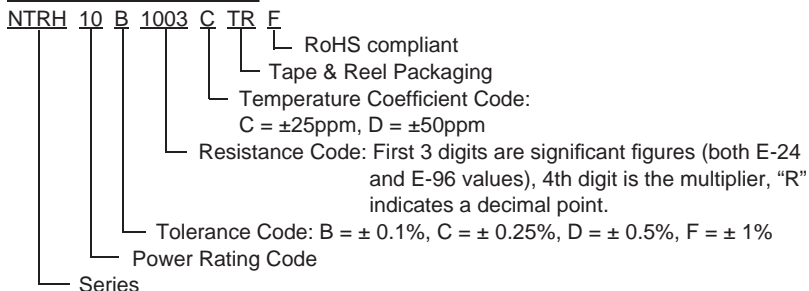 NTRH 10 B 1003 C TR F
RoHS compliant
Tape & Reel Packaging
Temperature Coefficient Code:
C = ±25ppm, D = ±50ppm
Resistance Code: First 3 digits are significant figures (both E-24
and E-96 values), 4th digit is the multiplier, “R”
indicates a decimal point.
Tolerance Code: B = ± 0.1%, C = ± 0.25%, D = ± 0.5%, F = ± 1%
Power Rating Code
Series